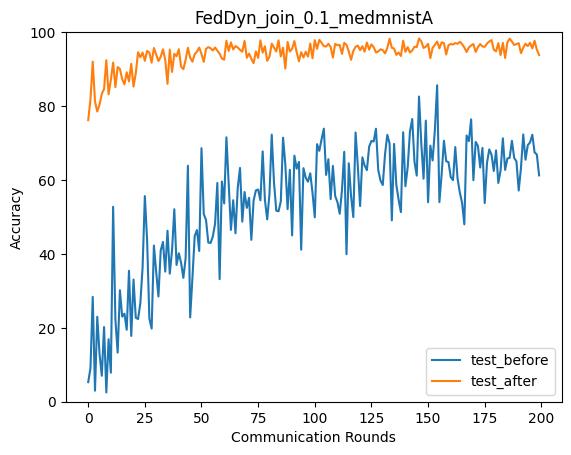 FedDyn_join_0.1_medmnistA
100
80
60
40
20
0
Accuracy
0 25 50 75 100 125 150 175 200
Communication Rounds
test_before
test_after